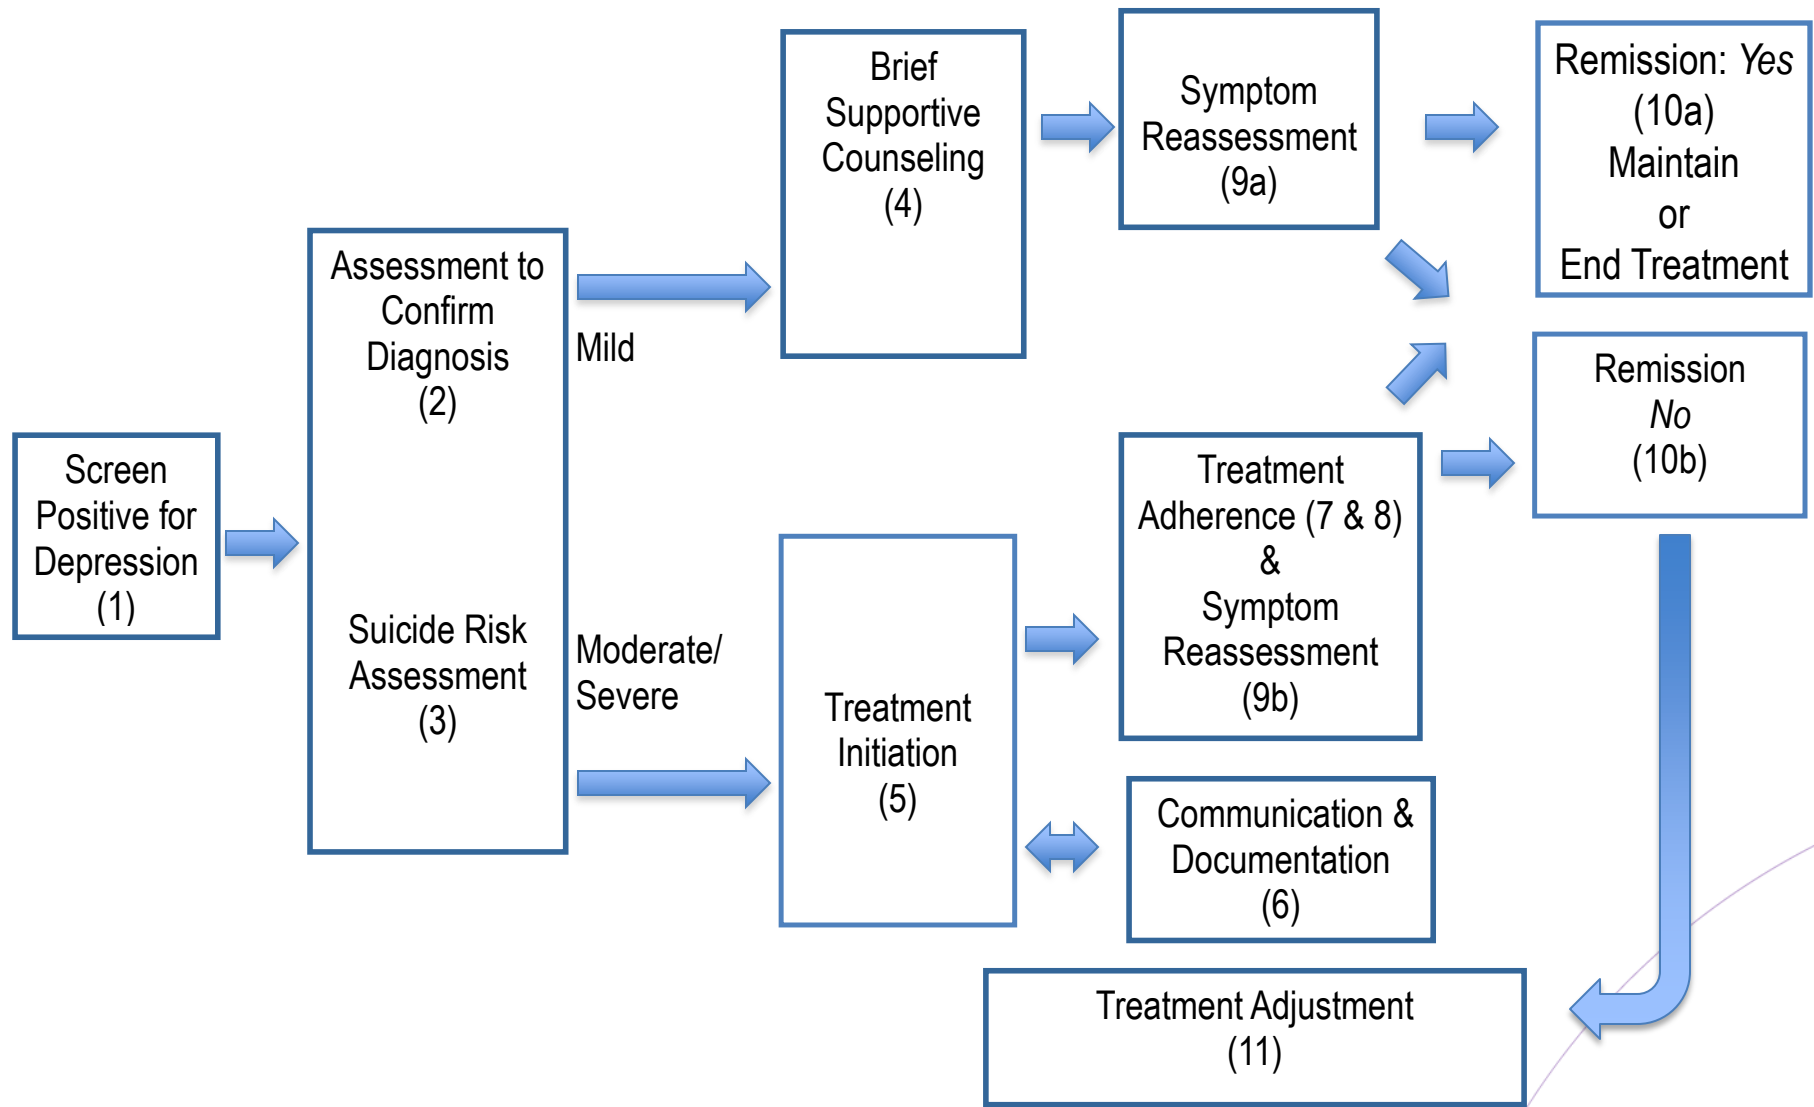 Screen
Positive for
Depression
(1)
Assessment to
Confirm
Diagnosis
(2)
Suicide Risk
Assessment
(3)
Mild
Moderate/
Severe
Brief
Supportive
Counseling
(4)
Treatment
Initiation
(5)
Symptom
Reassessment
(9a)
Treatment
Adherence (7 & 8)
&
Symptom
Reassessment
(9b)
Communication &
Documentation
(6)
Remission: Yes
(10a)
Maintain
or
End Treatment
Remission
No
(10b)
Treatment Adjustment
(11)